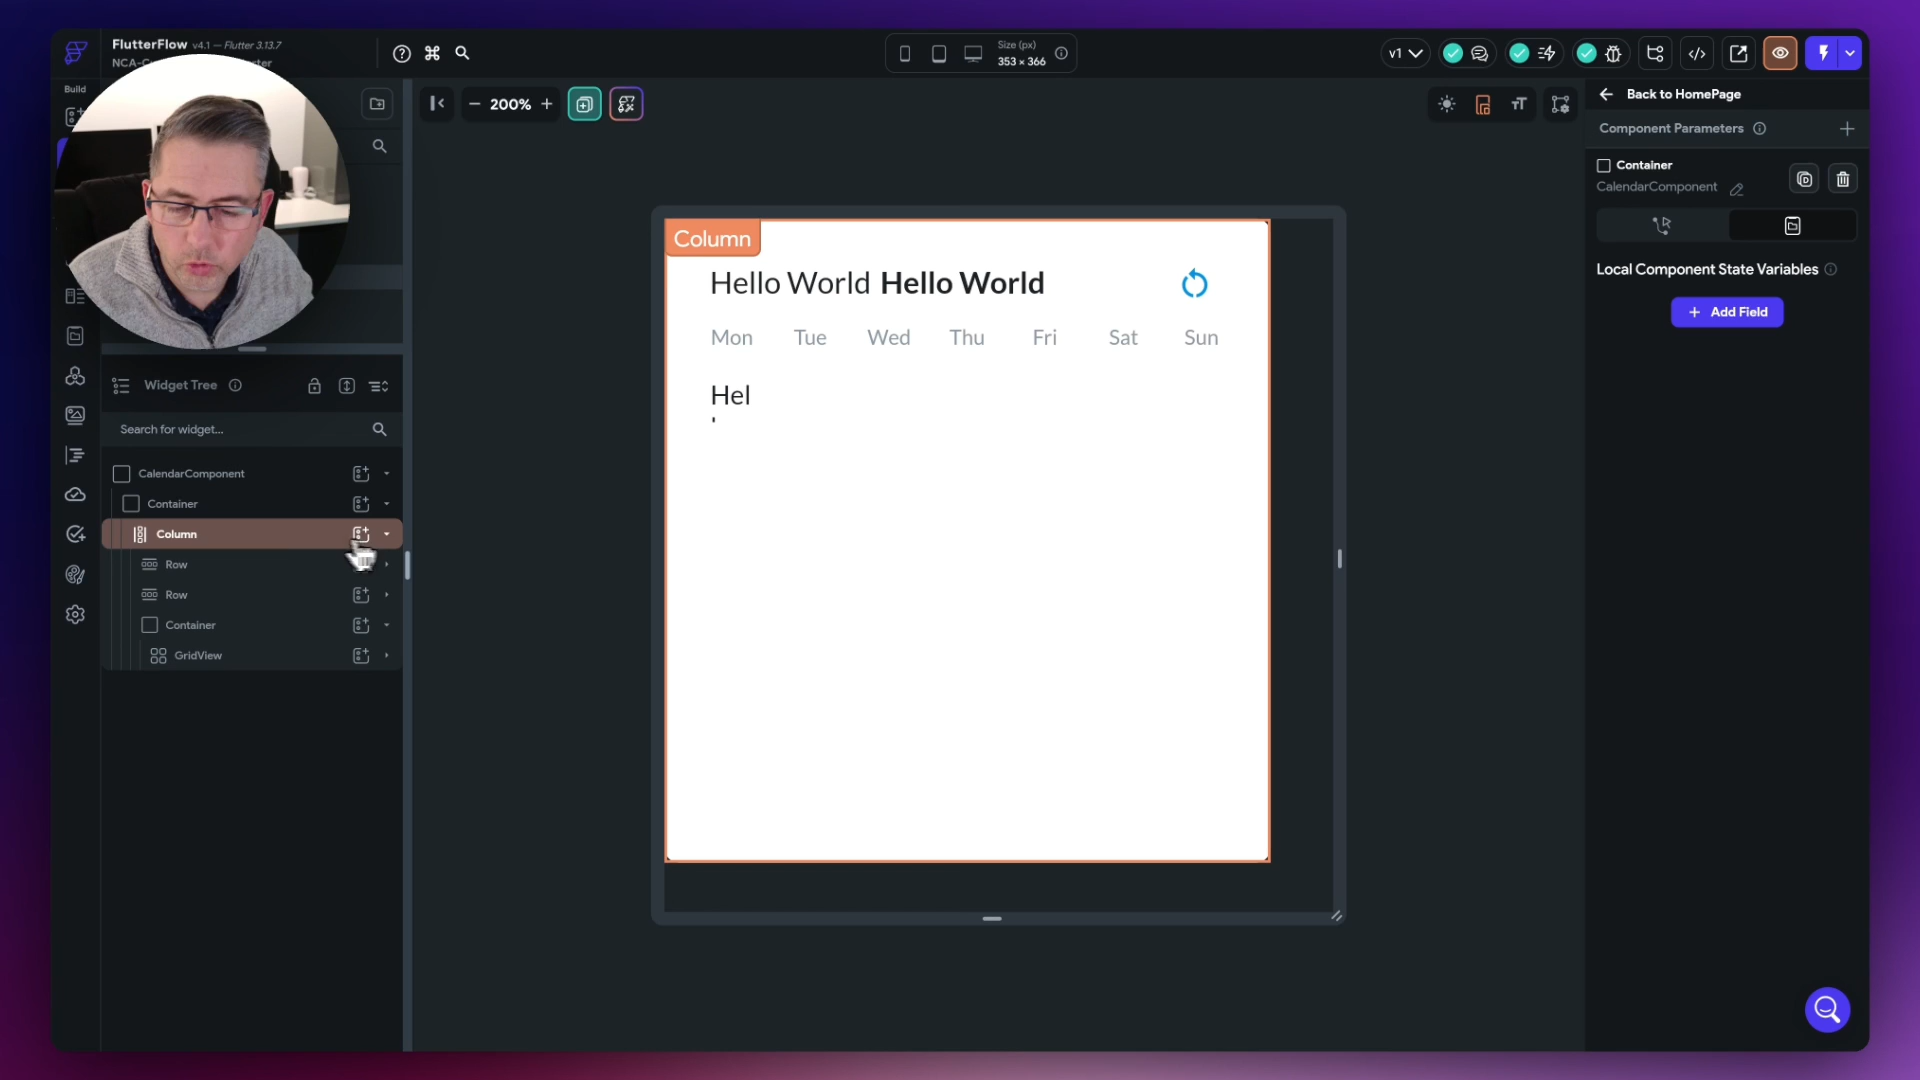 FlutterFlow v4.1 — Flutter 3.13.7
Size (px)
353 × 366
v1
Build
200%
Back to HomePage
Component Parameters
Container
CalendarComponent
Local Component State Variables
+ Add Field
Column
Hello World Hello World
Mon Tue Wed Thu Fri Sat Sun
Hel
Widget Tree
Search for widget...
CalendarComponent
Container
Column
Row
Row
Container
GridView